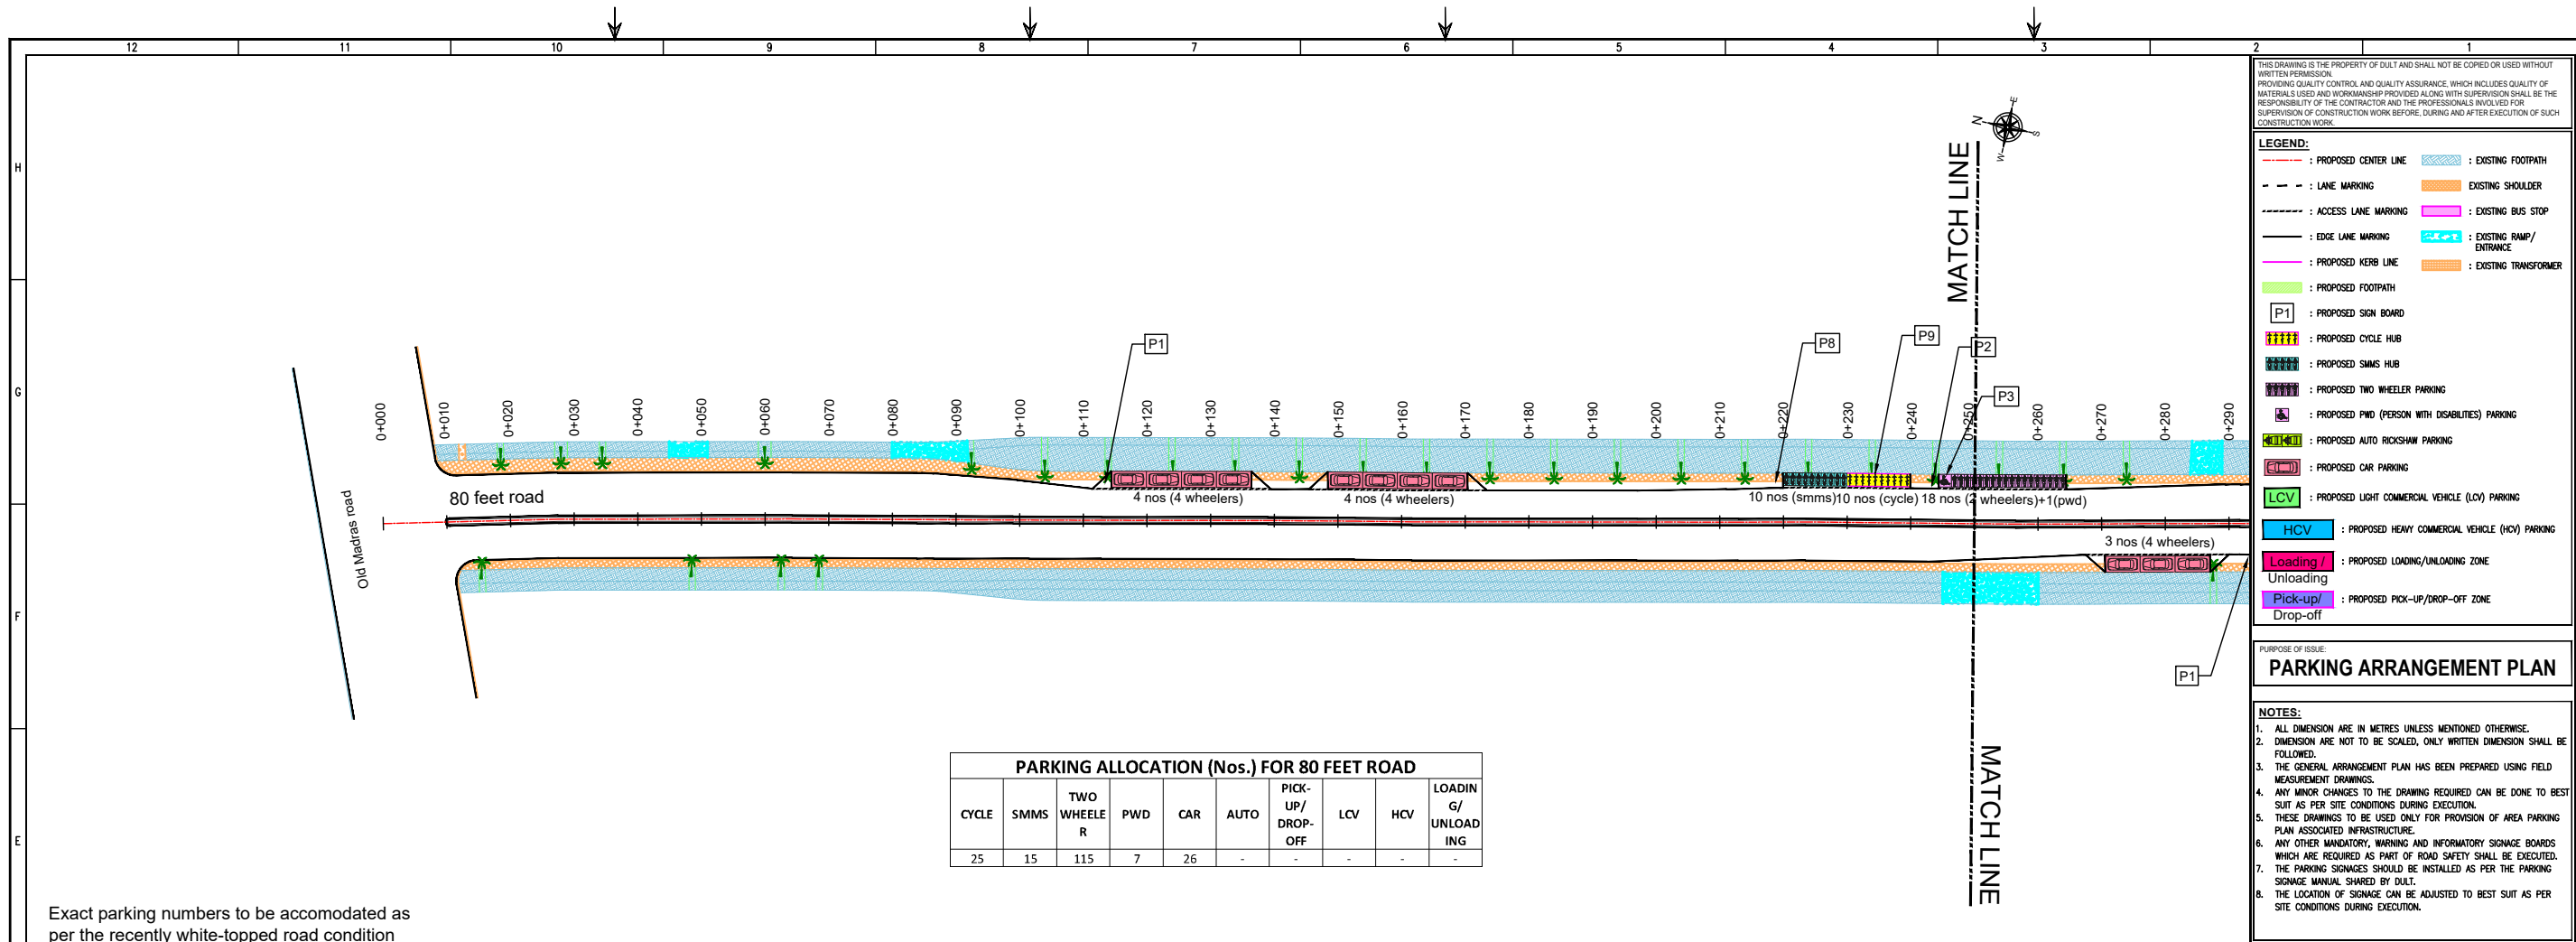 12 11 10 9 8 7 6 5 4 3 2 1
H
G
F
E
THIS DRAWING IS THE PROPERTY OF DULT AND SHALL NOT BE COPIED OR USED WITHOUT
WRITTEN PERMISSION.
PROVIDING QUALITY CONTROL AND QUALITY ASSURANCE, WHICH INCLUDES QUALITY OF
MATERIALS USED AND WORKMANSHIP PROVIDED ALONG WITH SUPERVISION SHALL BE THE
RESPONSIBILITY OF THE CONTRACTOR AND THE PROFESSIONALS INVOLVED FOR
SUPERVISION OF CONSTRUCTION WORK BEFORE, DURING AND AFTER EXECUTION OF SUCH
CONSTRUCTION WORK.
N E S W
MATCH LINE
P1
P8
P9
P2
P3
0+000 0+010 0+020 0+030 0+040 0+050 0+060 0+070 0+080 0+090 0+100 0+110 0+120 0+130 0+140 0+150 0+160 0+170 0+180 0+190 0+200 0+210 0+220 0+230 0+240 0+250 0+260 0+270 0+280 0+290
4 nos (4 wheelers)
4 nos (4 wheelers)
10 nos (smms)
10 nos (cycle)
18 nos (2 wheelers)+1(pwd)
80 feet road
Old Madras road
3 nos (4 wheelers)
P1
MATCH LINE
LEGEND:
: PROPOSED CENTER LINE
: EXISTING FOOTPATH
: LANE MARKING
EXISTING SHOULDER
: ACCESS LANE MARKING
: EXISTING BUS STOP
: EDGE LANE MARKING
: EXISTING RAMP/
ENTRANCE
: PROPOSED KERB LINE
: EXISTING TRANSFORMER
: PROPOSED FOOTPATH
P1 : PROPOSED SIGN BOARD
: PROPOSED CYCLE HUB
: PROPOSED SMMS HUB
: PROPOSED TWO WHEELER PARKING
: PROPOSED PWD (PERSON WITH DISABILITIES) PARKING
: PROPOSED AUTO RICKSHAW PARKING
: PROPOSED CAR PARKING
LCV : PROPOSED LIGHT COMMERCIAL VEHICLE (LCV) PARKING
HCV : PROPOSED HEAVY COMMERCIAL VEHICLE (HCV) PARKING
Loading / : PROPOSED LOADING/UNLOADING ZONE
Unloading
Pick-up/ : PROPOSED PICK-UP/DROP-OFF ZONE
Drop-off
PURPOSE OF ISSUE:
PARKING ARRANGEMENT PLAN
NOTES:
1. ALL DIMENSION ARE IN METRES UNLESS MENTIONED OTHERWISE.
2. DIMENSION ARE NOT TO BE SCALED, ONLY WRITTEN DIMENSION SHALL BE
FOLLOWED.
3. THE GENERAL ARRANGEMENT PLAN HAS BEEN PREPARED USING FIELD
MEASUREMENT DRAWINGS.
4. ANY MINOR CHANGES TO THE DRAWING REQUIRED CAN BE DONE TO BEST
SUIT AS PER SITE CONDITIONS DURING EXECUTION.
5. THESE DRAWINGS TO BE USED ONLY FOR PROVISION OF AREA PARKING
PLAN ASSOCIATED INFRASTRUCTURE.
6. ANY OTHER MANDATORY, WARNING AND INFORMATORY SIGNAGE BOARDS
WHICH ARE REQUIRED AS PART OF ROAD SAFETY SHALL BE EXECUTED.
7. THE PARKING SIGNAGES SHOULD BE INSTALLED AS PER THE PARKING
SIGNAGE MANUAL SHARED BY DULT.
8. THE LOCATION OF SIGNAGE CAN BE ADJUSTED TO BEST SUIT AS PER
SITE CONDITIONS DURING EXECUTION.
PARKING ALLOCATION (Nos.) FOR 80 FEET ROAD
CYCLE
SMMS
TWO
WHEELE
R
PWD
CAR
AUTO
PICK-
UP/
DROP-
OFF
LCV
HCV
LOADIN
G/
UNLOAD
ING
25 15 115 7 26 - - - - -
Exact parking numbers to be accomodated as
per the recently white-topped road condition